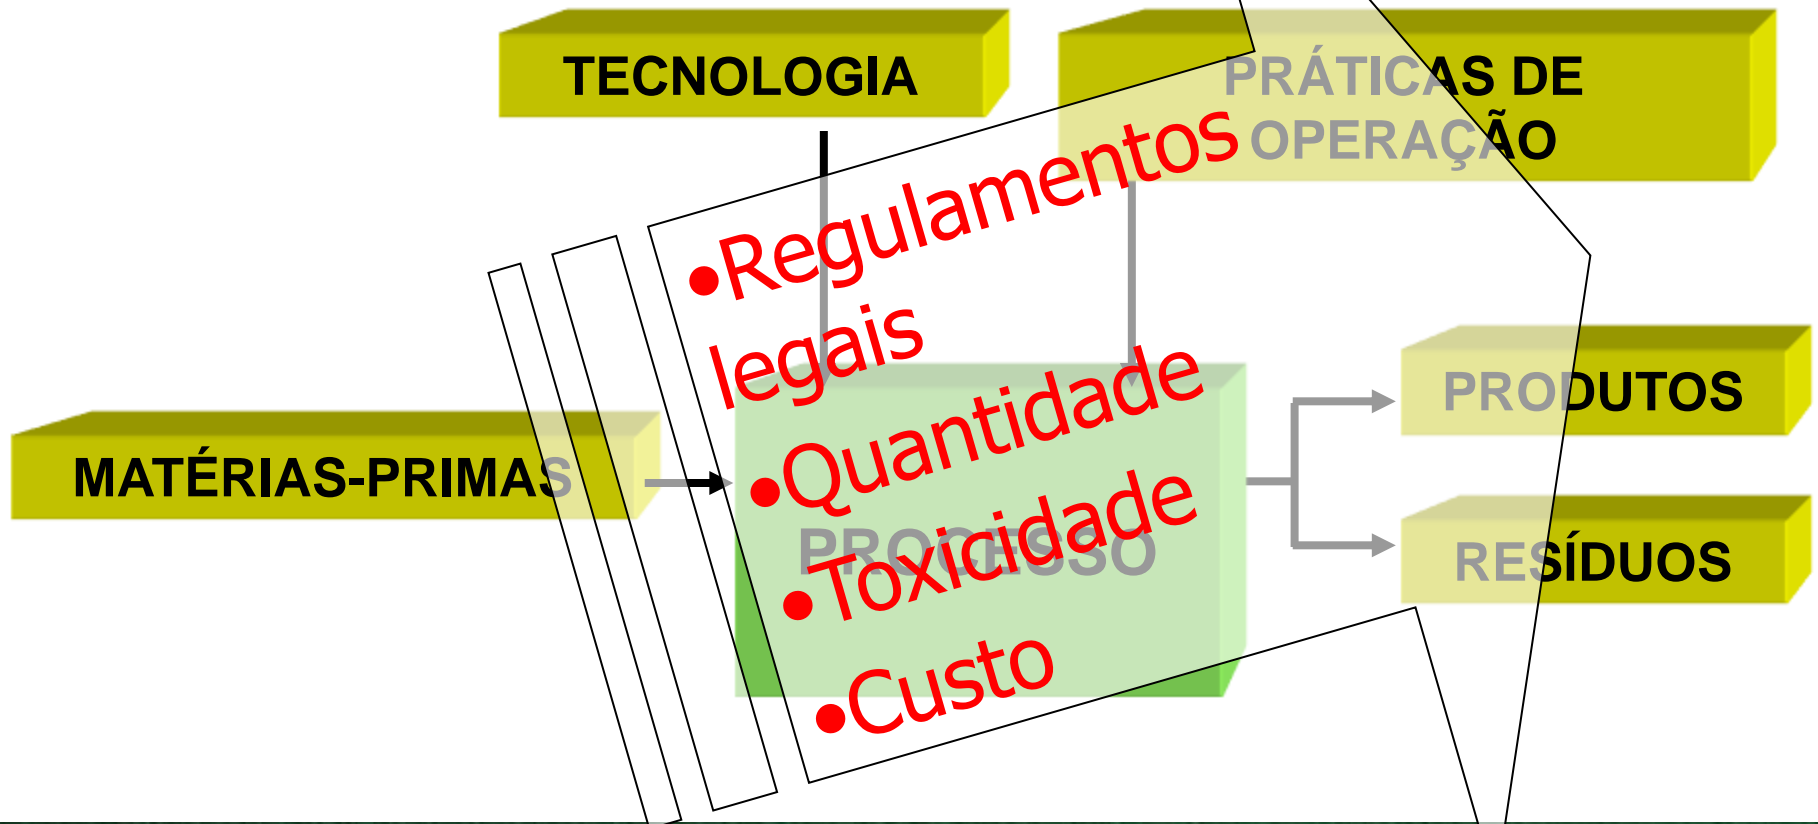 TECNOLOGIA
PRÁTICAS DE
OPERAÇÃO
•Regulamentos
legais
•Quantidade
•Toxicidade
•Custo
MATÉRIAS-PRIMAS
PROCESSO
PRODUTOS
RESÍDUOS